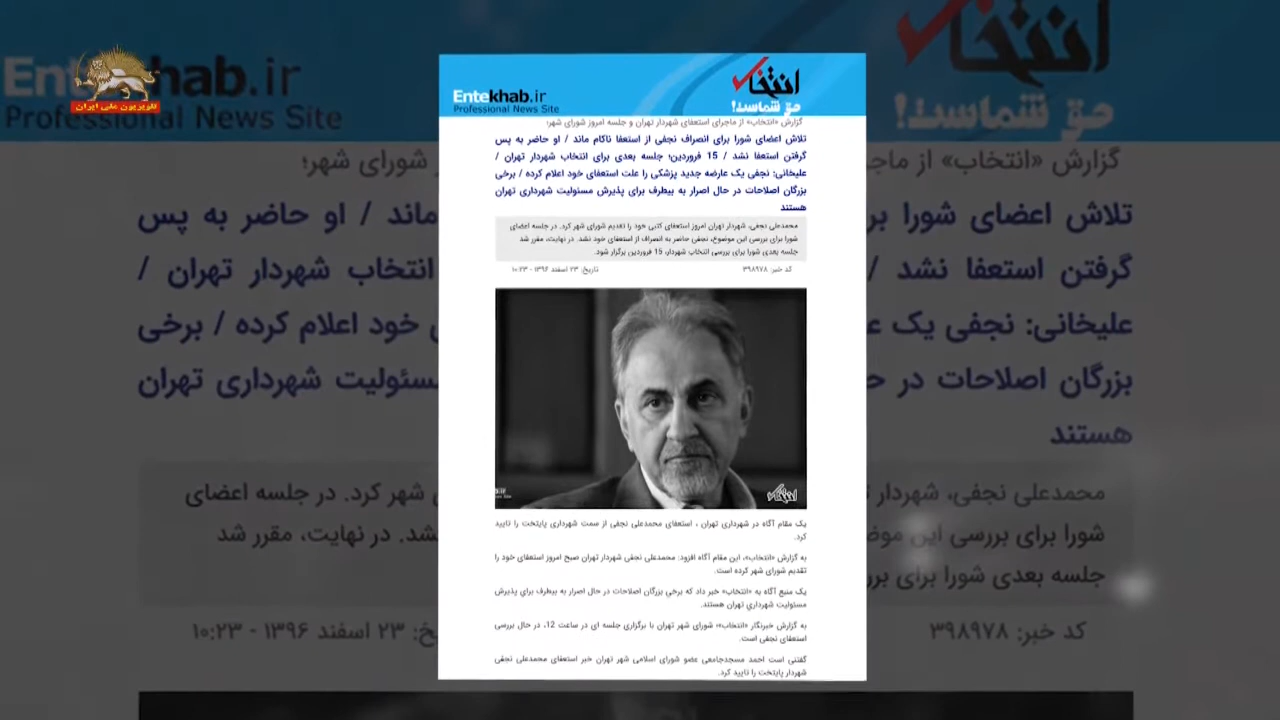 Entekhab.ir
Professional News Site
انتخاب
حق شماست!
تلویزیون ملی ایران
گزارش «انتخاب» از ماجرای استعفای شهردار تهران و جلسه امروز شورای شهر؛
تلاش اعضای شورا برای انصراف نجفی از استعفا ناکام ماند / او حاضر به پس
گرفتن استعفا نشد / 15 فروردین؛ جلسه بعدی برای انتخاب شهردار تهران /
علیخانی: نجفی یک عارضه جدید پزشکی را علت استعفای خود اعلام کرده / برخی
بزرگان اصلاحات در حال اصرار به بیطرف برای پذیرش مسئولیت شهرداری تهران
هستند
محمدعلی نجفی، شهردار تهران امروز استعفای کتبی خود را تقدیم شورای شهر کرد. در جلسه اعضای
شورا برای بررسی این موضوع، نجفی حاضر به انصراف از استعفای خود نشد. در نهایت، مقرر شد
جلسه بعدی شورا برای بررسی انتخاب شهردار، 15 فروردین برگزار شود.
کد خبر: ۳۹۸۹۷۸
تاریخ: ۲۳ اسفند ۱۳۹۶ - ۱۰:۲۳
انتخاب
یک مقام آگاه در شهرداری تهران ، استعفای محمدعلی نجفی از سمت شهرداری پایتخت را تایید
کرد.
به گزارش «انتخاب»، این مقام آگاه افزود: محمدعلی نجفی شهردار تهران صبح امروز استعفای خود را
تقدیم شورای شهر کرده است.
یک منبع آگاه به «انتخاب» خبر داد که برخی بزرگان اصلاحات در حال اصرار به بیطرف برای پذیرش
مسئولیت شهرداری تهران هستند.
به گزارش خبرنگار «انتخاب»؛ شورای شهر تهران با برگزاری جلسه ای در ساعت 12، در حال بررسی
استعفای نجفی است.
گفتنی است احمد مسجدجامعی عضو شورای اسلامی شهر تهران خبر استعفای محمدعلی نجفی
شهردار پایتخت را تایید کرد.